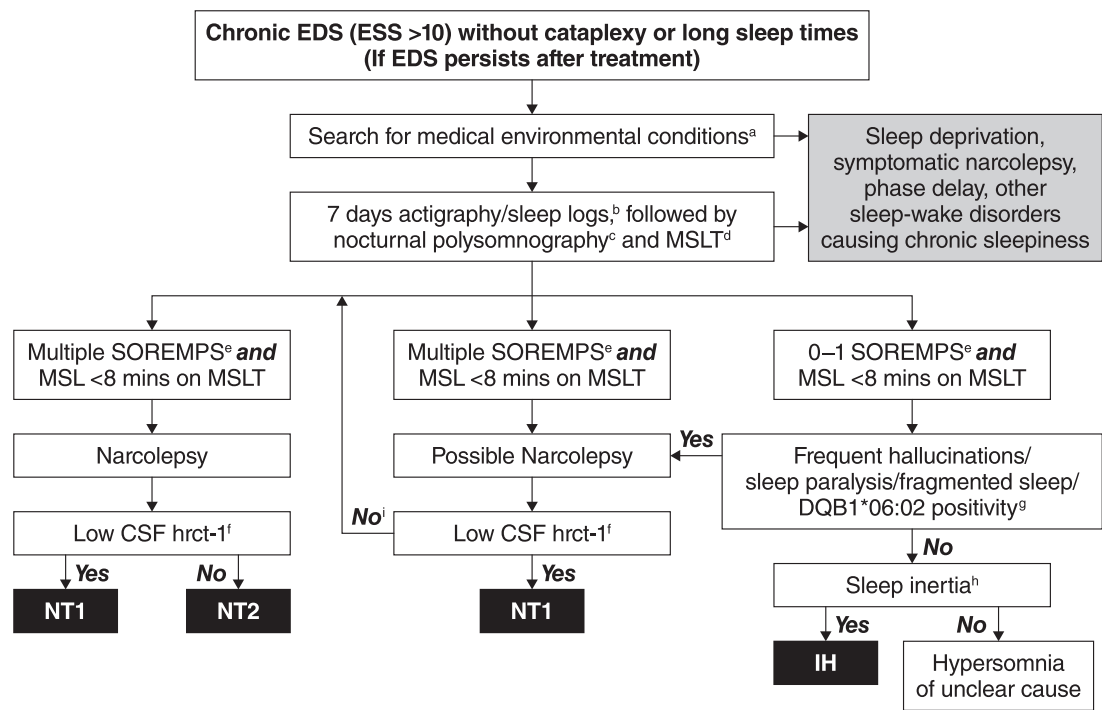 Chronic EDS (ESS >10) without cataplexy or long sleep times
(If EDS persists after treatment)
Search for medical environmental conditionsᵃ
Sleep deprivation,
symptomatic narcolepsy,
phase delay, other
sleep-wake disorders
causing chronic sleepiness
7 days actigraphy/sleep logs,ᵇ followed by
nocturnal polysomnographyᶜ and MSLTᵈ
Multiple SOREMPSᵉ and
MSL <8 mins on MSLT
Multiple SOREMPSᵉ and
MSL <8 mins on MSLT
0–1 SOREMPSᵉ and
MSL <8 mins on MSLT
Narcolepsy
Possible Narcolepsy
Yes
Frequent hallucinations/
sleep paralysis/fragmented sleep/
DQB1*06:02 positivityᵍ
Low CSF hrct-1ᶠ
Noⁱ
Low CSF hrct-1ᶠ
No
Yes
No
Yes
Sleep inertiaʰ
NT1
NT2
NT1
Yes
No
IH
Hypersomnia
of unclear cause